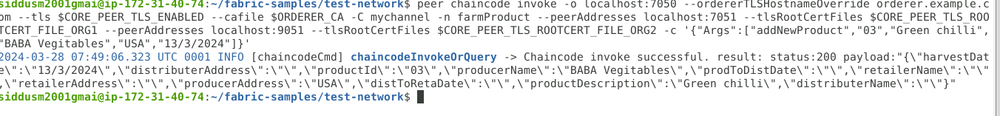 siddusm2001gmai@ip-172-31-40-74:~/fabric-samples/test-network$ peer chaincode invoke -o localhost:7050 --ordererTLSHostnameOverride orderer.example.c
om --tls $CORE_PEER_TLS_ENABLED --cafile $ORDERER_CA -C mychannel -n farmProduct --peerAddresses localhost:7051 --tlsRootCertFiles $CORE_PEER_TLS_ROO
TCERT_FILE_ORG1 --peerAddresses localhost:9051 --tlsRootCertFiles $CORE_PEER_TLS_ROOTCERT_FILE_ORG2 -c '{"Args":["addNewProduct","03","Green chilli",
"BABA Vegitables","USA","13/3/2024"]}'
2024-03-28 07:49:06.323 UTC 0001 INFO [chaincodeCmd] chaincodeInvokeOrQuery -> Chaincode invoke successful. result: status:200 payload:"{\"harvestDat
e\":\"13/3/2024\",\"distributerAddress\":\"\",\"productId\":\"03\",\"producerName\":\"BABA Vegitables\",\"prodToDistDate\":\"\",\"retailerName\":\"\"
,\"retailerAddress\":\"\",\"producerAddress\":\"USA\",\"distToRetaDate\":\"\",\"productDescription\":\"Green chilli\",\"distributerName\":\"\"}"
siddusm2001gmai@ip-172-31-40-74:~/fabric-samples/test-network$